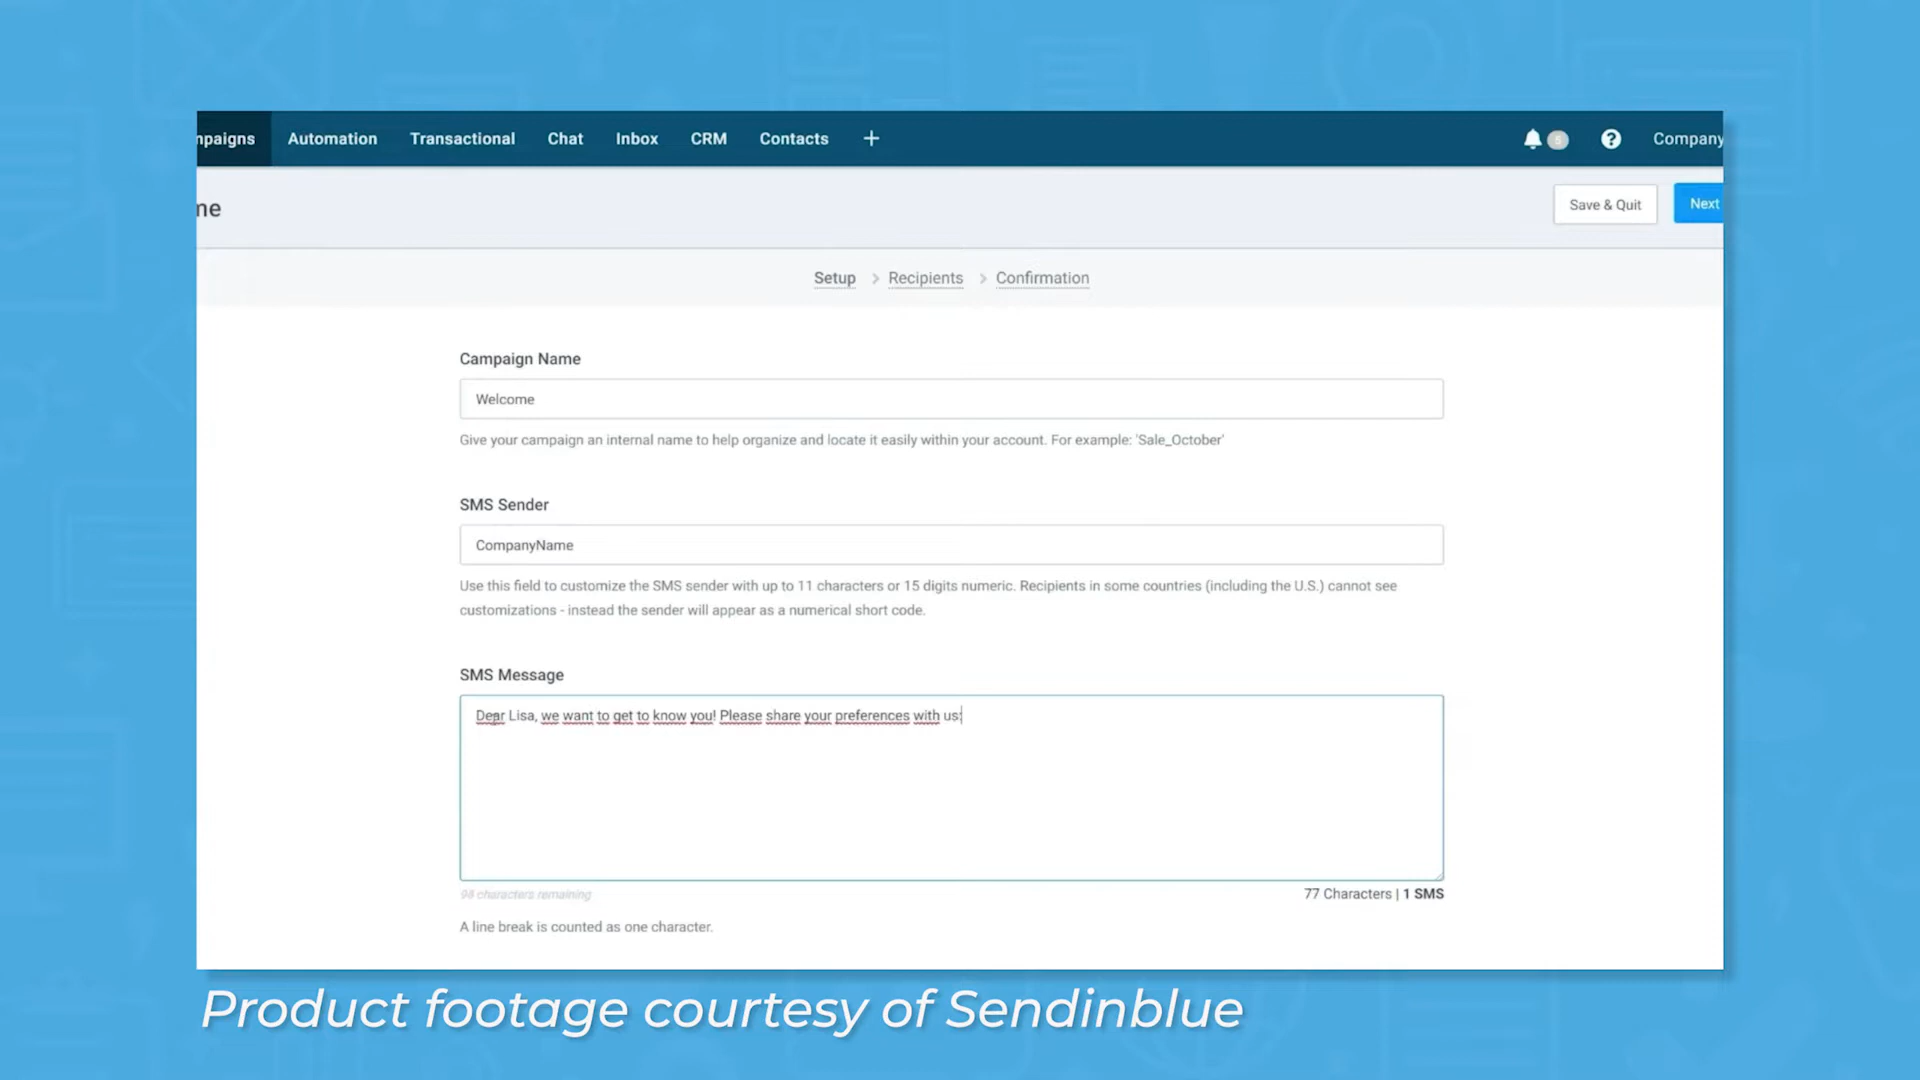 mpaigns Automation Transactional Chat Inbox CRM Contacts + ? Company
ne
Save & Quit Next
Setup > Recipients > Confirmation
Campaign Name
Welcome
Give your campaign an internal name to help organize and locate it easily within your account. For example: 'Sale_October'
SMS Sender
CompanyName
Use this field to customize the SMS sender with up to 11 characters or 15 digits numeric. Recipients in some countries (including the U.S.) cannot see
customizations - instead the sender will appear as a numerical short code.
SMS Message
Dear Lisa, we want to get to know you! Please share your preferences with us:
98 characters remaining 77 Characters | 1 SMS
A line break is counted as one character.
Product footage courtesy of Sendinblue